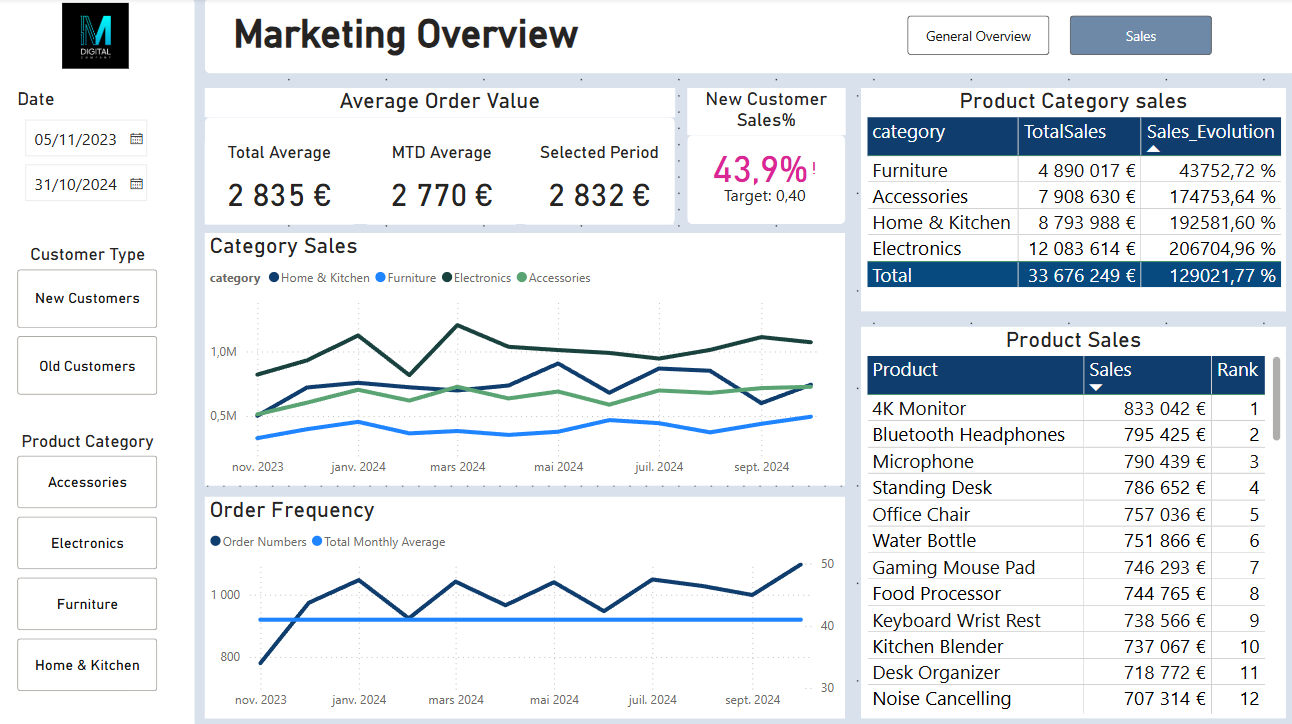 M
DIGITAL
COMPANY
Marketing Overview
General Overview
Sales
Date
05/11/2023
31/10/2024
Customer Type
New Customers
Old Customers
Product Category
Accessories
Electronics
Furniture
Home & Kitchen
Average Order Value
Total Average
MTD Average
Selected Period
2 835 €
2 770 €
2 832 €
New Customer
Sales%
43,9%!
Target: 0,40
Category Sales
category Home & Kitchen Furniture Electronics Accessories
1,0M
0,5M
nov. 2023 janv. 2024 mars 2024 mai 2024 juil. 2024 sept. 2024
Order Frequency
Order Numbers Total Monthly Average
1 000
800
50
40
30
nov. 2023 janv. 2024 mars 2024 mai 2024 juil. 2024 sept. 2024
Product Category sales
category TotalSales Sales_Evolution
Furniture 4 890 017 € 43752,72 %
Accessories 7 908 630 € 174753,64 %
Home & Kitchen 8 793 988 € 192581,60 %
Electronics 12 083 614 € 206704,96 %
Total 33 676 249 € 129021,77 %
Product Sales
Product Sales Rank
4K Monitor 833 042 € 1
Bluetooth Headphones 795 425 € 2
Microphone 790 439 € 3
Standing Desk 786 652 € 4
Office Chair 757 036 € 5
Water Bottle 751 866 € 6
Gaming Mouse Pad 746 293 € 7
Food Processor 744 765 € 8
Keyboard Wrist Rest 738 566 € 9
Kitchen Blender 737 067 € 10
Desk Organizer 718 772 € 11
Noise Cancelling 707 314 € 12